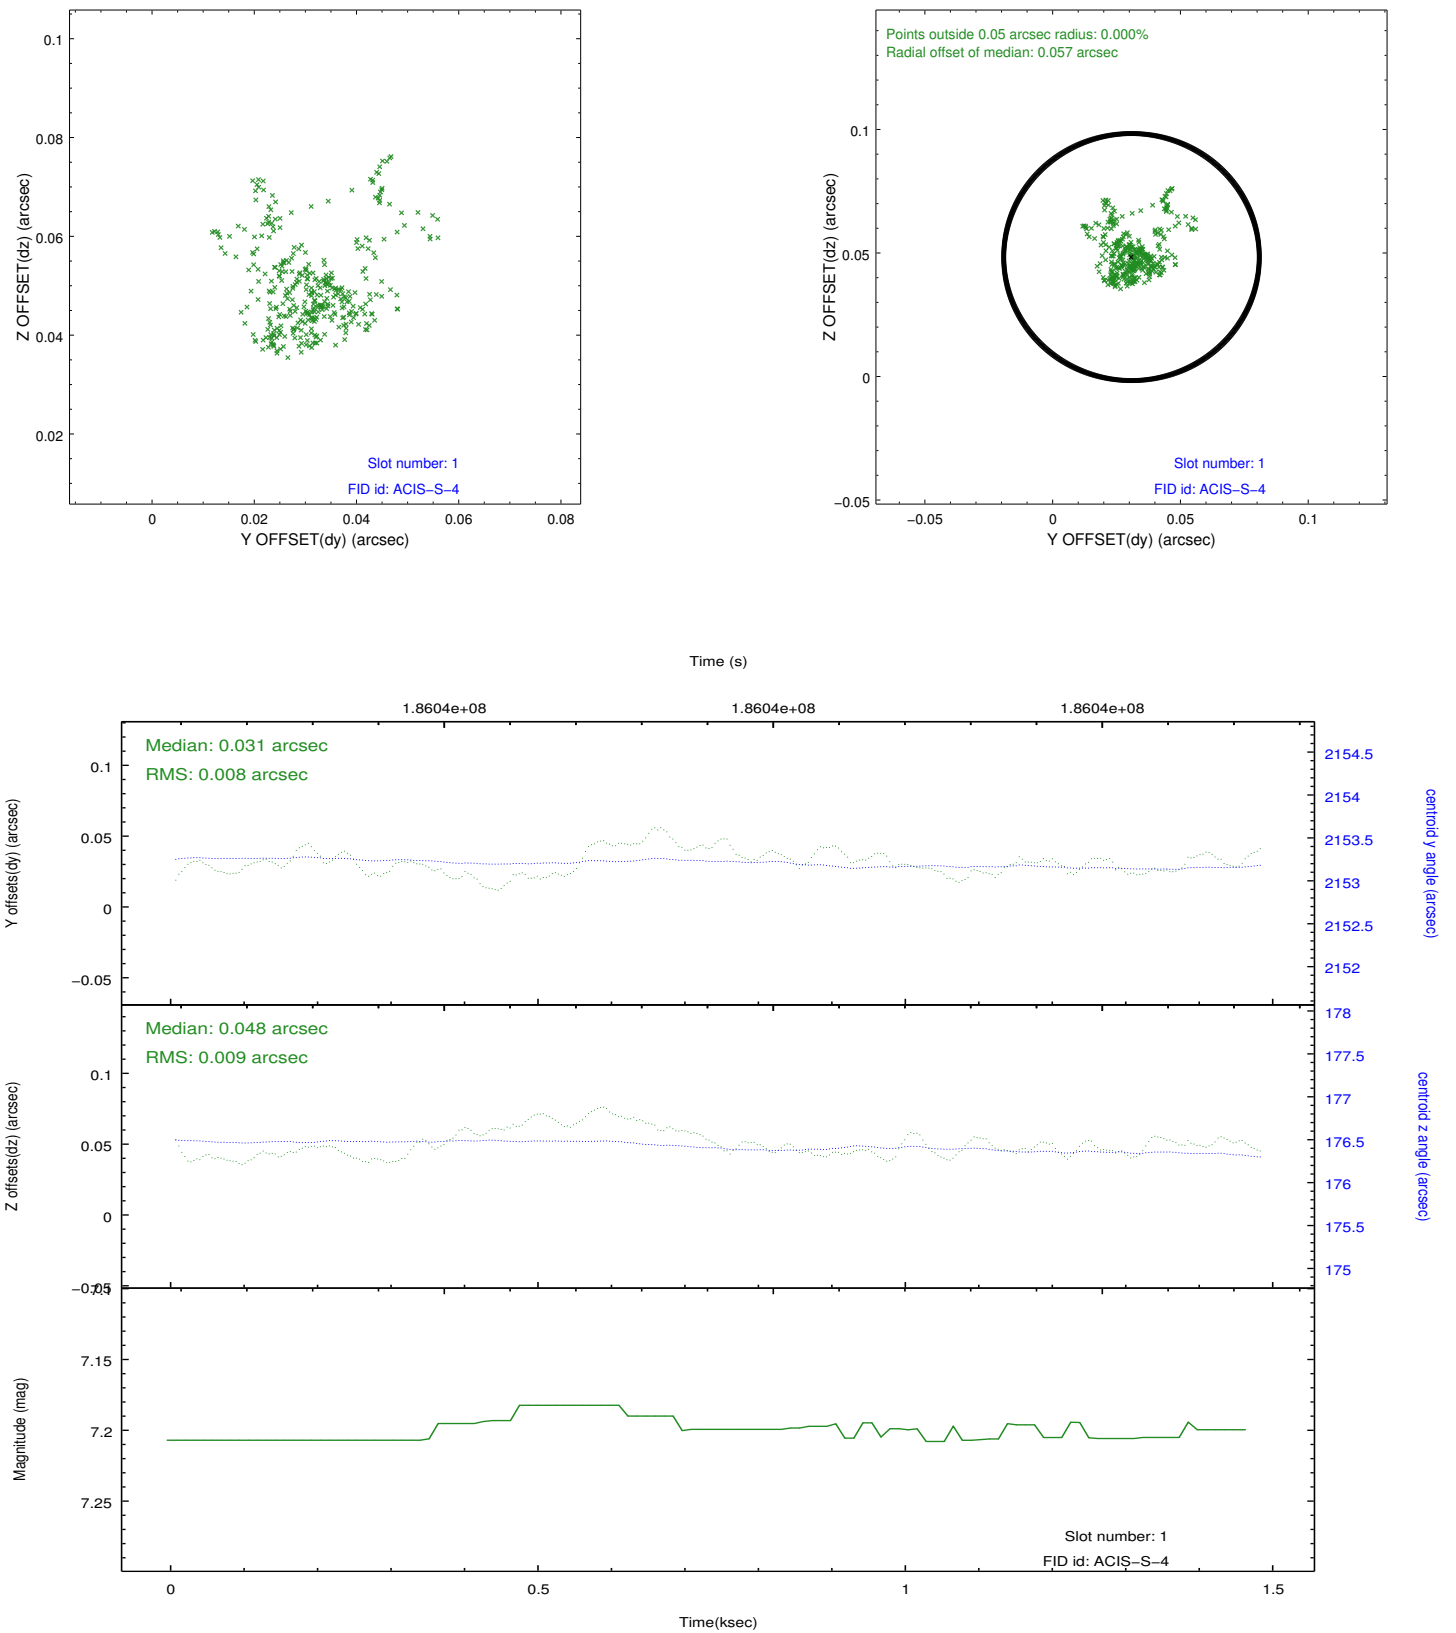 0.1
0.08
0.06
0.04
0.02
Z OFFSET(dz) (arcsec)
Slot number: 1
FID id: ACIS−S−4
0 0.02 0.04 0.06 0.08
Y OFFSET(dy) (arcsec)
Points outside 0.05 arcsec radius: 0.000%
Radial offset of median: 0.057 arcsec
0.1
0.05
0
−0.05
Z OFFSET(dz) (arcsec)
Slot number: 1
FID id: ACIS−S−4
−0.05 0 0.05 0.1
Y OFFSET(dy) (arcsec)
Time (s)
1.8604e+08 1.8604e+08 1.8604e+08
Median: 0.031 arcsec
RMS: 0.008 arcsec
0.1
0.05
0
−0.05
Y offsets(dy) (arcsec)
2154.5
2154
2153.5
2153
2152.5
2152
centroid y angle (arcsec)
Median: 0.048 arcsec
RMS: 0.009 arcsec
0.1
0.05
0
−0.05
Z offsets(dz) (arcsec)
178
177.5
177
176.5
176
175.5
175
centroid z angle (arcsec)
7.1
7.15
7.2
7.25
Magnitude (mag)
Slot number: 1
FID id: ACIS−S−4
0 0.5 1 1.5
Time(ksec)